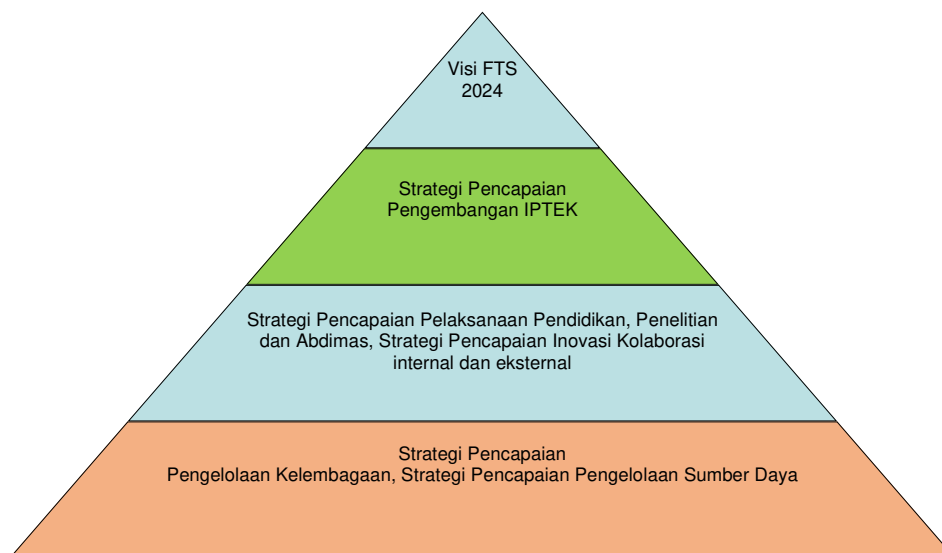 Visi FTS
2024
Strategi Pencapaian
Pengembangan IPTEK
Strategi Pencapaian Pelaksanaan Pendidikan, Penelitian
dan Abdimas, Strategi Pencapaian Inovasi Kolaborasi
internal dan eksternal
Strategi Pencapaian
Pengelolaan Kelembagaan, Strategi Pencapaian Pengelolaan Sumber Daya